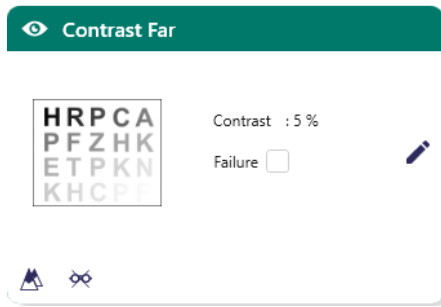 Contrast Far
HRPCA
PFZHK
ETPKN
KHCPF
Contrast : 5 %
Failure